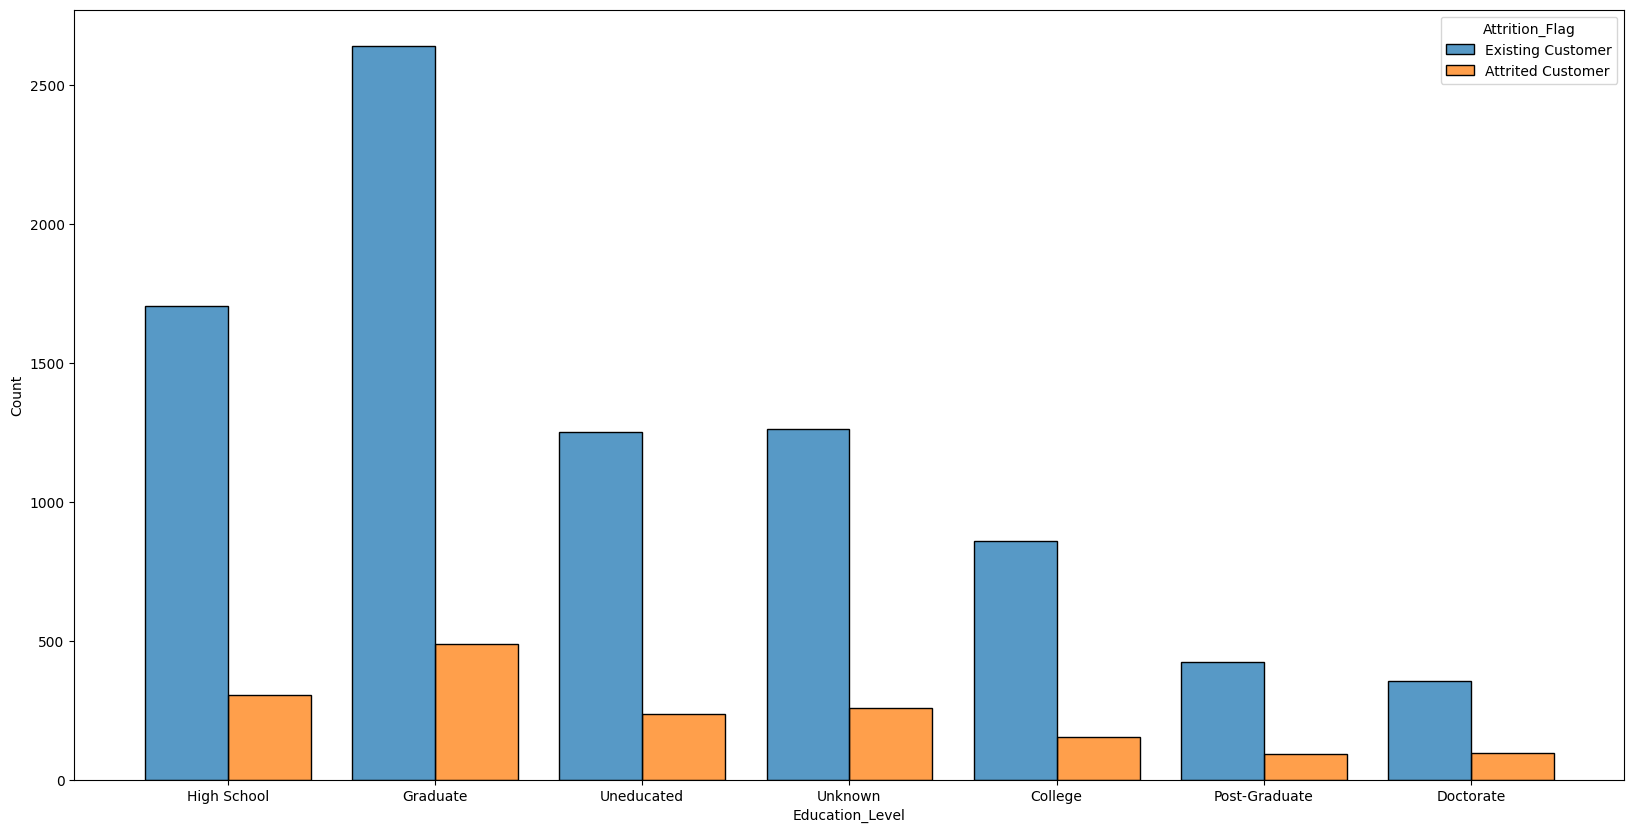 Attrition_Flag
Existing Customer
Attrited Customer
Count
2500
2000
1500
1000
500
0
High School Graduate Uneducated Unknown College Post-Graduate Doctorate
Education_Level